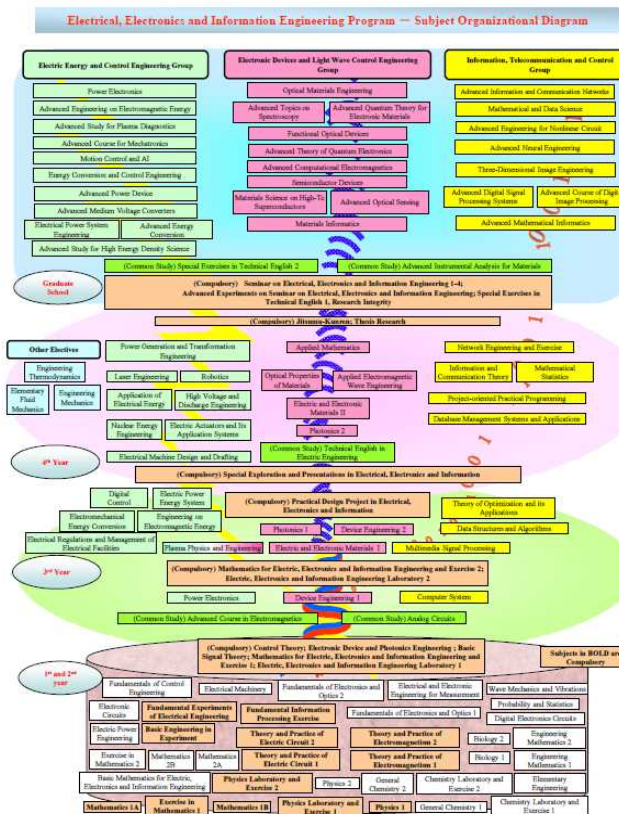 Electrical, Electronics and Information Engineering Program － Subject Organizational Diagram
Electric Energy and Control Engineering Group
Electronic Devices and Light Wave Control Engineering
Group
Information, Telecommunication and Control
Group
Power Electronics
Advanced Engineering on Electromagnetic Energy
Advanced Study for Plasma Diagnostics
Advanced Course for Mechatronics
Motion Control and AI
Energy Conversion and Control Engineering
Advanced Power Device
Advanced Medium Voltage Converters
Electrical Power System
Engineering
Advanced Energy
Conversion
Advanced Study for High Energy Density Science
Optical Materials Engineering
Advanced Topics on
Spectroscopy
Advanced Quantum Theory for
Electronic Materials
Functional Optical Devices
Advanced Theory of Quantum Electronics
Advanced Computational Electromagnetics
Semiconductor Devices
Materials Science on High-Tc
Superconductors
Advanced Optical Sensing
Materials Informatics
Advanced Information and Communication Networks
Mathematical and Data Science
Advanced Engineering for Nonlinear Circuit
Advanced Neural Engineering
Three-Dimensional Image Engineering
Advanced Digital Signal
Processing Systems
Advanced Course of Digit
Image Processing
Advanced Mathematical Informatics
(Common Study) Special Exercises in Technical English 2
(Common Study) Advanced Instrumental Analysis for Materials
Graduate
School
(Compulsory) Seminar on Electrical, Electronics and Information Engineering 1-4;
Advanced Experiments on Seminar on Electrical, Electronics and Information Engineering; Special Exercises in
Technical English 1, Research Integrity
(Compulsory) Jitsumu-Kunren; Thesis Research
Other Electives
Engineering
Thermodynamics
Elementary
Fluid
Mechanics
Engineering
Mechanics
Power Generation and Transformation
Engineering
Laser Engineering
Robotics
Application of
Electrical Energy
High Voltage and
Discharge Engineering
Nuclear Energy
Engineering
Electric Actuators and Its
Application Systems
Electrical Machine Design and Drafting
Applied Mathematics
Optical Properties
of Materials
Applied Electromagnetic
Wave Engineering
Electric and Electronic
Materials II
Photonics 2
(Common Study) Technical English in
Electric Engineering
Network Engineering and Exercise
Information and
Communication Theory
Mathematical
Statistics
Project-oriented Practical Programming
Database Management Systems and Applications
4th Year
(Compulsory) Special Exploration and Presentations in Electrical, Electronics and Information
Digital
Control
Electric Power
Energy System
Electromechanical
Energy Conversion
Engineering on
Electromagnetic Energy
Electrical Regulations and Management of
Electrical Facilities
Plasma Physics and Engineering
(Compulsory) Practical Design Project in Electrical,
Electronics and Information
Photonics 1
Device Engineering 2
Electric and Electronic Materials 1
Theory of Optimization and its
Applications
Data Structures and Algorithms
Multimedia Signal Processing
3rd Year
(Compulsory) Mathematics for Electric, Electronics and Information Engineering and Exercise 2;
Electric, Electronics and Information Engineering Laboratory 2
Power Electronics
Device Engineering 1
Computer System
(Common Study) Advanced Course in Electromagnetics
(Common Study) Analog Circuits
1st and 2nd
year
(Compulsory) Control Theory; Electronic Device and Photonics Engineering ; Basic
Signal Theory; Mathematics for Electric, Electronics and Information Engineering and
Exercise 1; Electric, Electronics and Information Engineering Laboratory 1
Subjects in BOLD are
Compulsory
Fundamentals of Control
Engineering
Electrical Machinery
Fundamentals of Electronics and
Optics 2
Electrical and Electronic
Engineering for Measurement
Wave Mechanics and Vibrations
Electronic
Circuits
Fundamental Experiments
of Electrical Engineering
Fundamental Information
Processing Exercise
Fundamentals of Electronics and Optics 1
Probability and Statistics
Digital Electronics Circuits
Electric Power
Engineering
Basic Engineering in
Experiment
Theory and Practice of
Electric Circuit 2
Theory and Practice of
Electromagnetism 2
Biology 2
Engineering
Mathematics 2
Exercise in
Mathematics 2
Mathematics
2B
Mathematics
2A
Theory and Practice of
Electric Circuit 1
Theory and Practice of
Electromagnetism 1
Biology 1
Engineering
Mathematics 1
Basic Mathematics for Electric,
Electronics and Information Engineering
Physics Laboratory and
Exercise 2
Physics 2
General
Chemistry 2
Chemistry Laboratory and
Exercise 2
Elementary
Engineering
Mathematics 1A
Exercise in
Mathematics 1
Mathematics 1B
Physics Laboratory and
Exercise 1
Physics 1
General Chemistry 1
Chemistry Laboratory and
Exercise 1